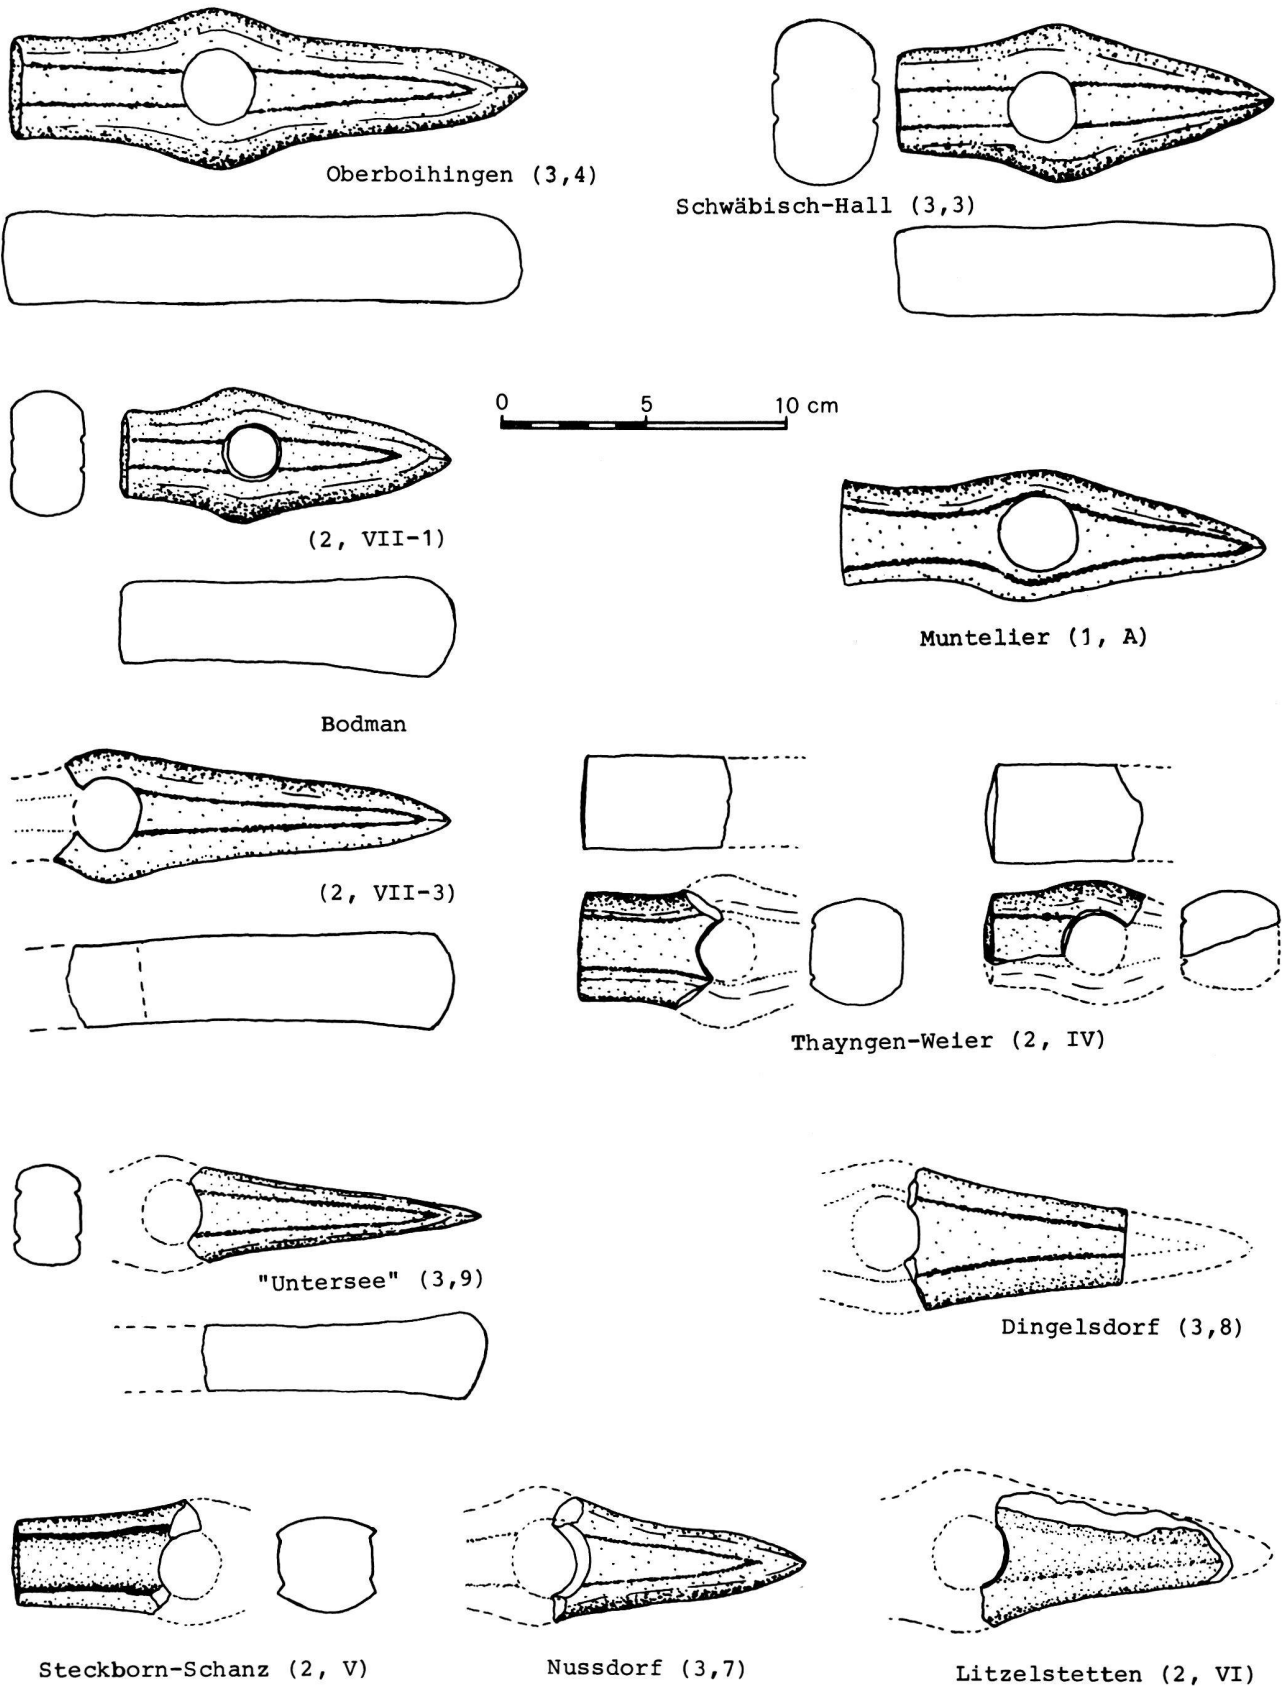 Oberboihingen (3,4)
Schwäbisch-Hall (3,3)
0 5 10 cm
(2, VII-1)
Muntelier (1, A)
Bodman
(2, VII-3)
Thayngen-Weier (2, IV)
"Untersee" (3,9)
Dingelsdorf (3,8)
Steckborn-Schanz (2, V)
Nussdorf (3,7)
Litzelstetten (2, VI)